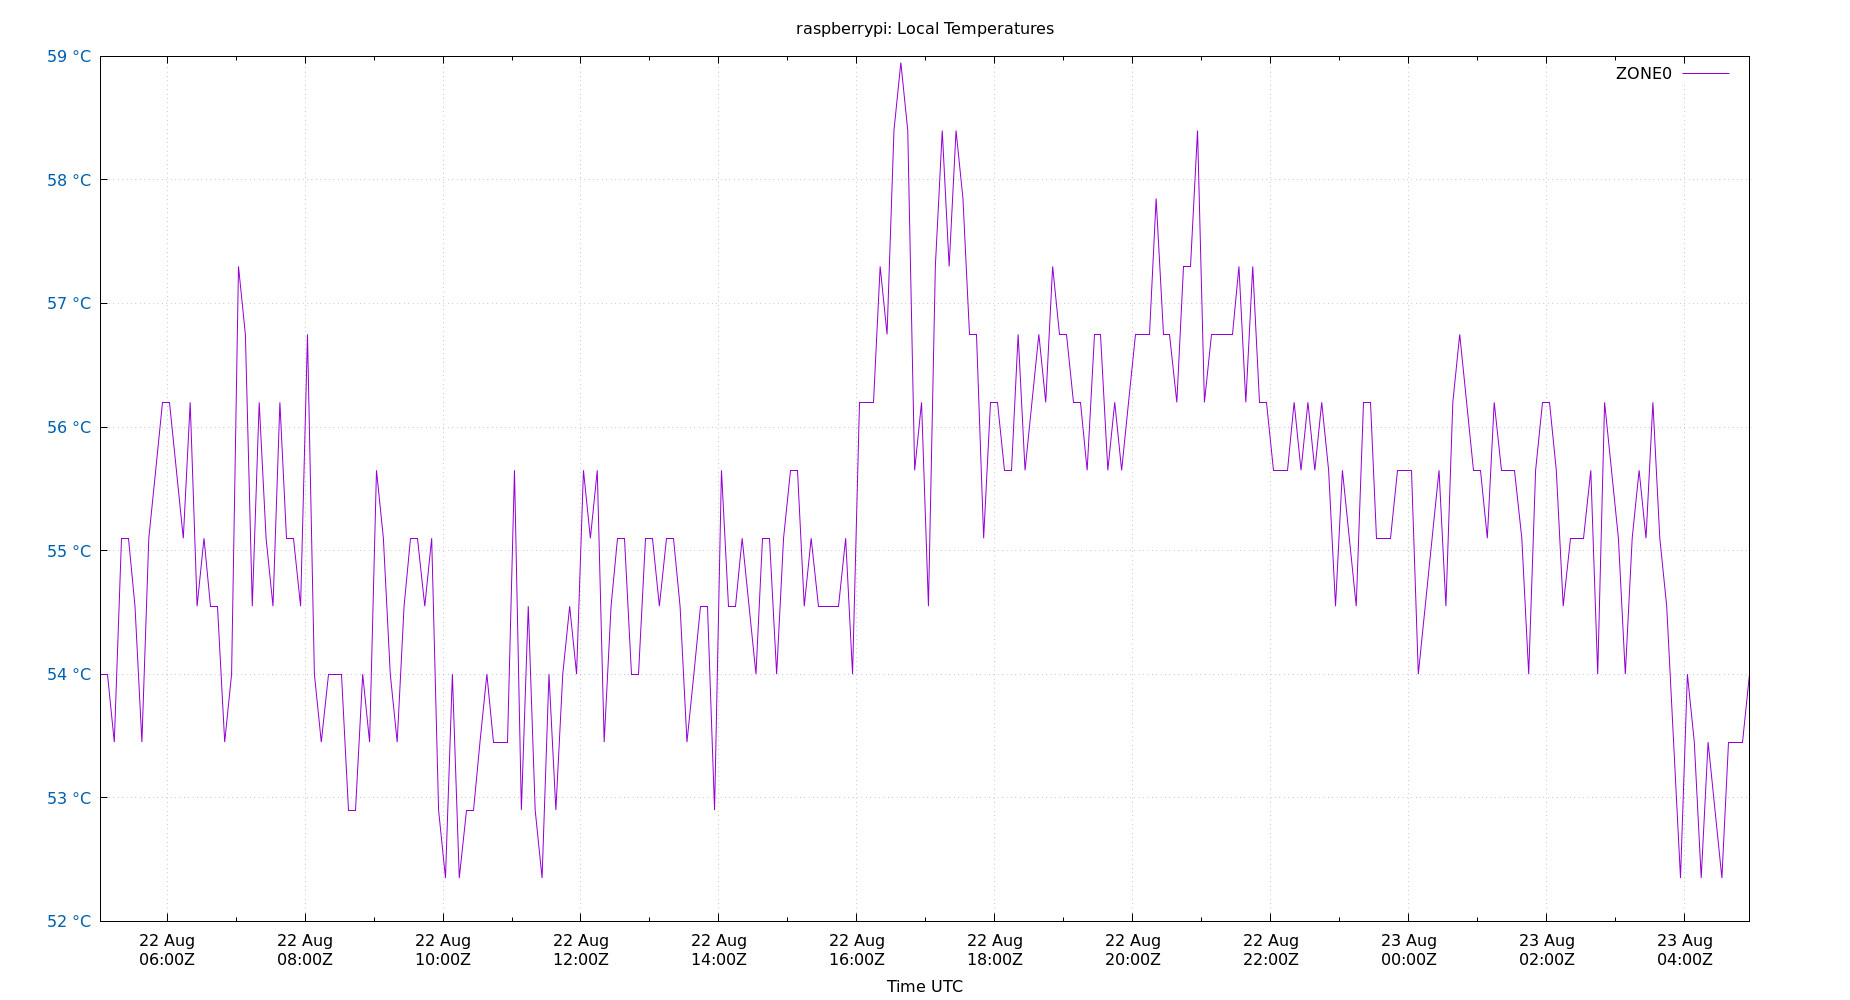 raspberrypi: Local Temperatures
59 °C
ZONE0
58 °C
57 °C
56 °C
55 °C
54 °C
53 °C
52 °C
22 Aug 22 Aug 22 Aug 22 Aug 22 Aug 22 Aug 22 Aug 22 Aug 22 Aug 23 Aug 23 Aug 23 Aug
06:00Z 08:00Z 10:00Z 12:00Z 14:00Z 16:00Z 18:00Z 20:00Z 22:00Z 00:00Z 02:00Z 04:00Z
Time UTC